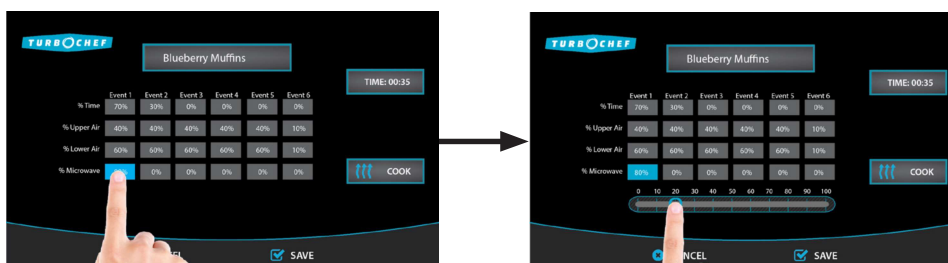 TURBOCHEF
Blueberry Muffins
TIME: 00:35
Event 1 Event 2 Event 3 Event 4 Event 5 Event 6
% Time 70% 30% 0% 0% 0% 0%
% Upper Air 40% 40% 40% 40% 40% 10%
% Lower Air 60% 60% 60% 60% 60% 10%
% Microwave 0% 0% 0% 0% 0%
COOK
SAVE
TURBOCHEF
Blueberry Muffins
TIME: 00:35
Event 1 Event 2 Event 3 Event 4 Event 5 Event 6
% Time 70% 30% 0% 0% 0% 0%
% Upper Air 40% 40% 40% 40% 40% 10%
% Lower Air 60% 60% 60% 60% 60% 10%
% Microwave 80% 0% 0% 0% 0% 0%
COOK
0 10 20 30 40 50 60 70 80 90 100
NCEL
SAVE